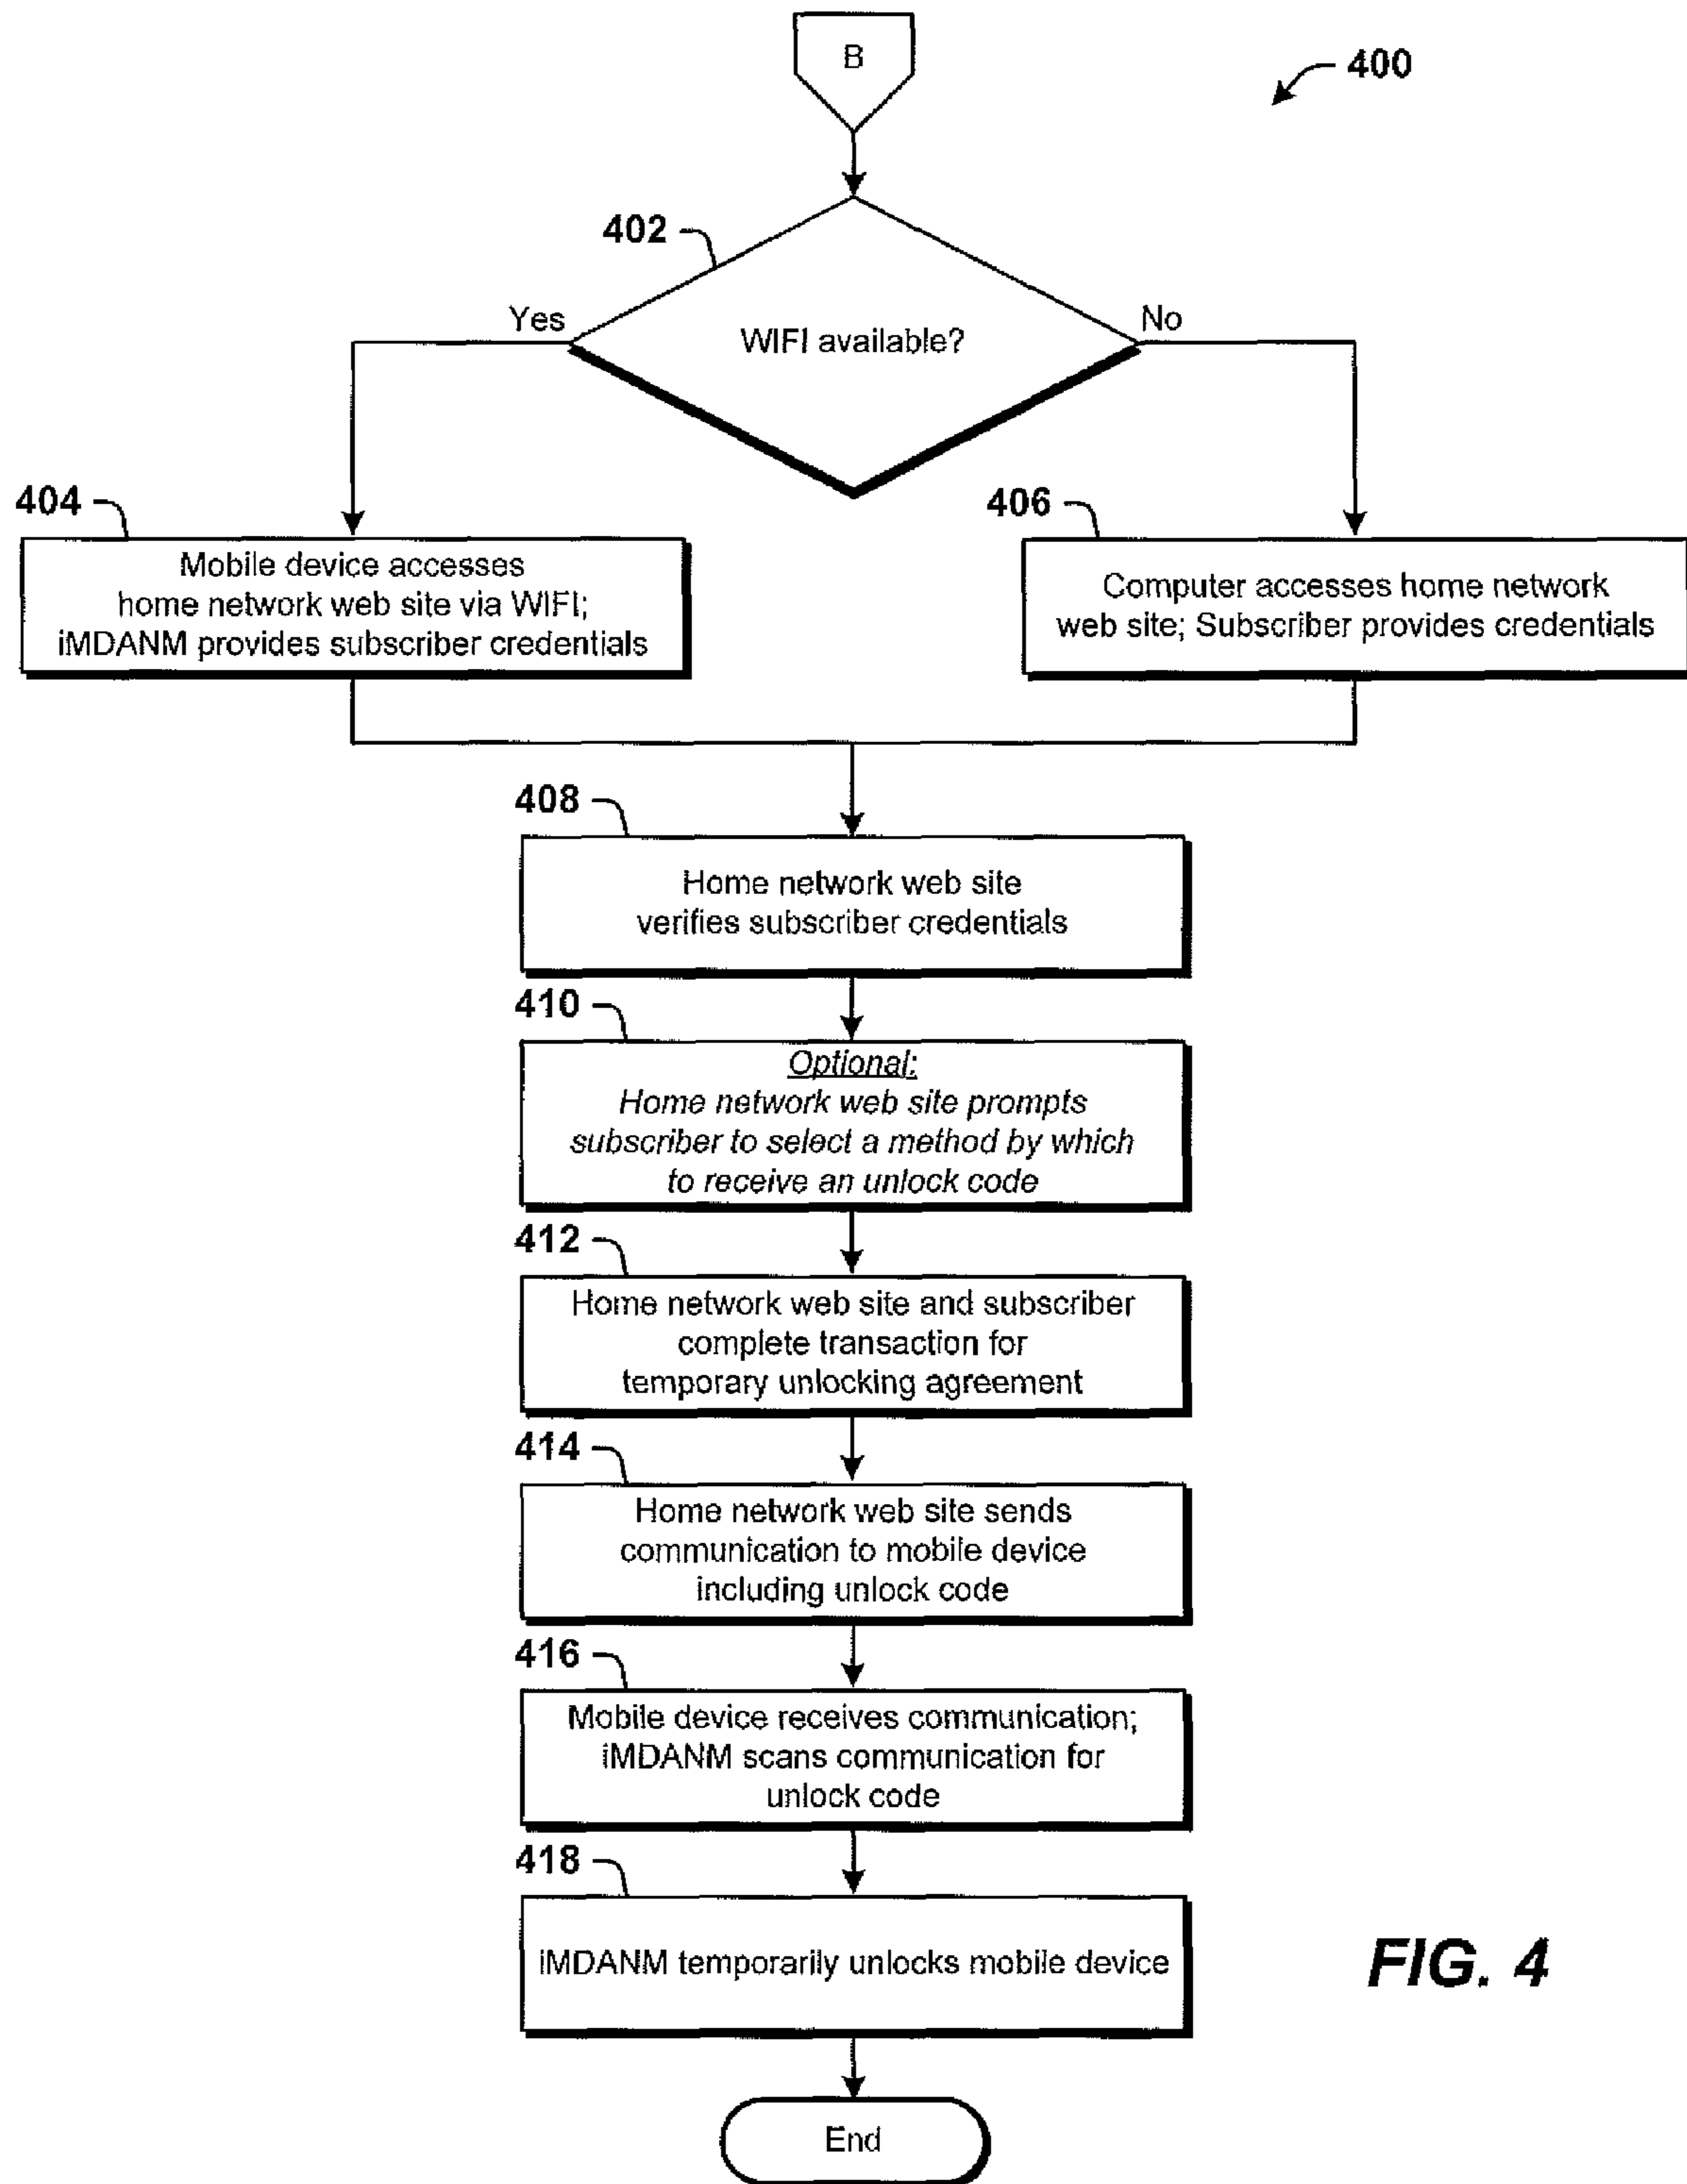 B
400
402
Yes
No
WIFI available?
404
406
Mobile device accesses
home network web site via WIFI;
iMDANM provides subscriber credentials
Computer accesses home network
web site; Subscriber provides credentials
408
Home network web site
verifies subscriber credentials
410
Optional:
Home network web site prompts
subscriber to select a method by which
to receive an unlock code
412
Home network web site and subscriber
complete transaction for
temporary unlocking agreement
414
Home network web site sends
communication to mobile device
including unlock code
416
Mobile device receives communication;
iMDANM scans communication for
unlock code
418
iMDANM temporarily unlocks mobile device
FIG. 4
End